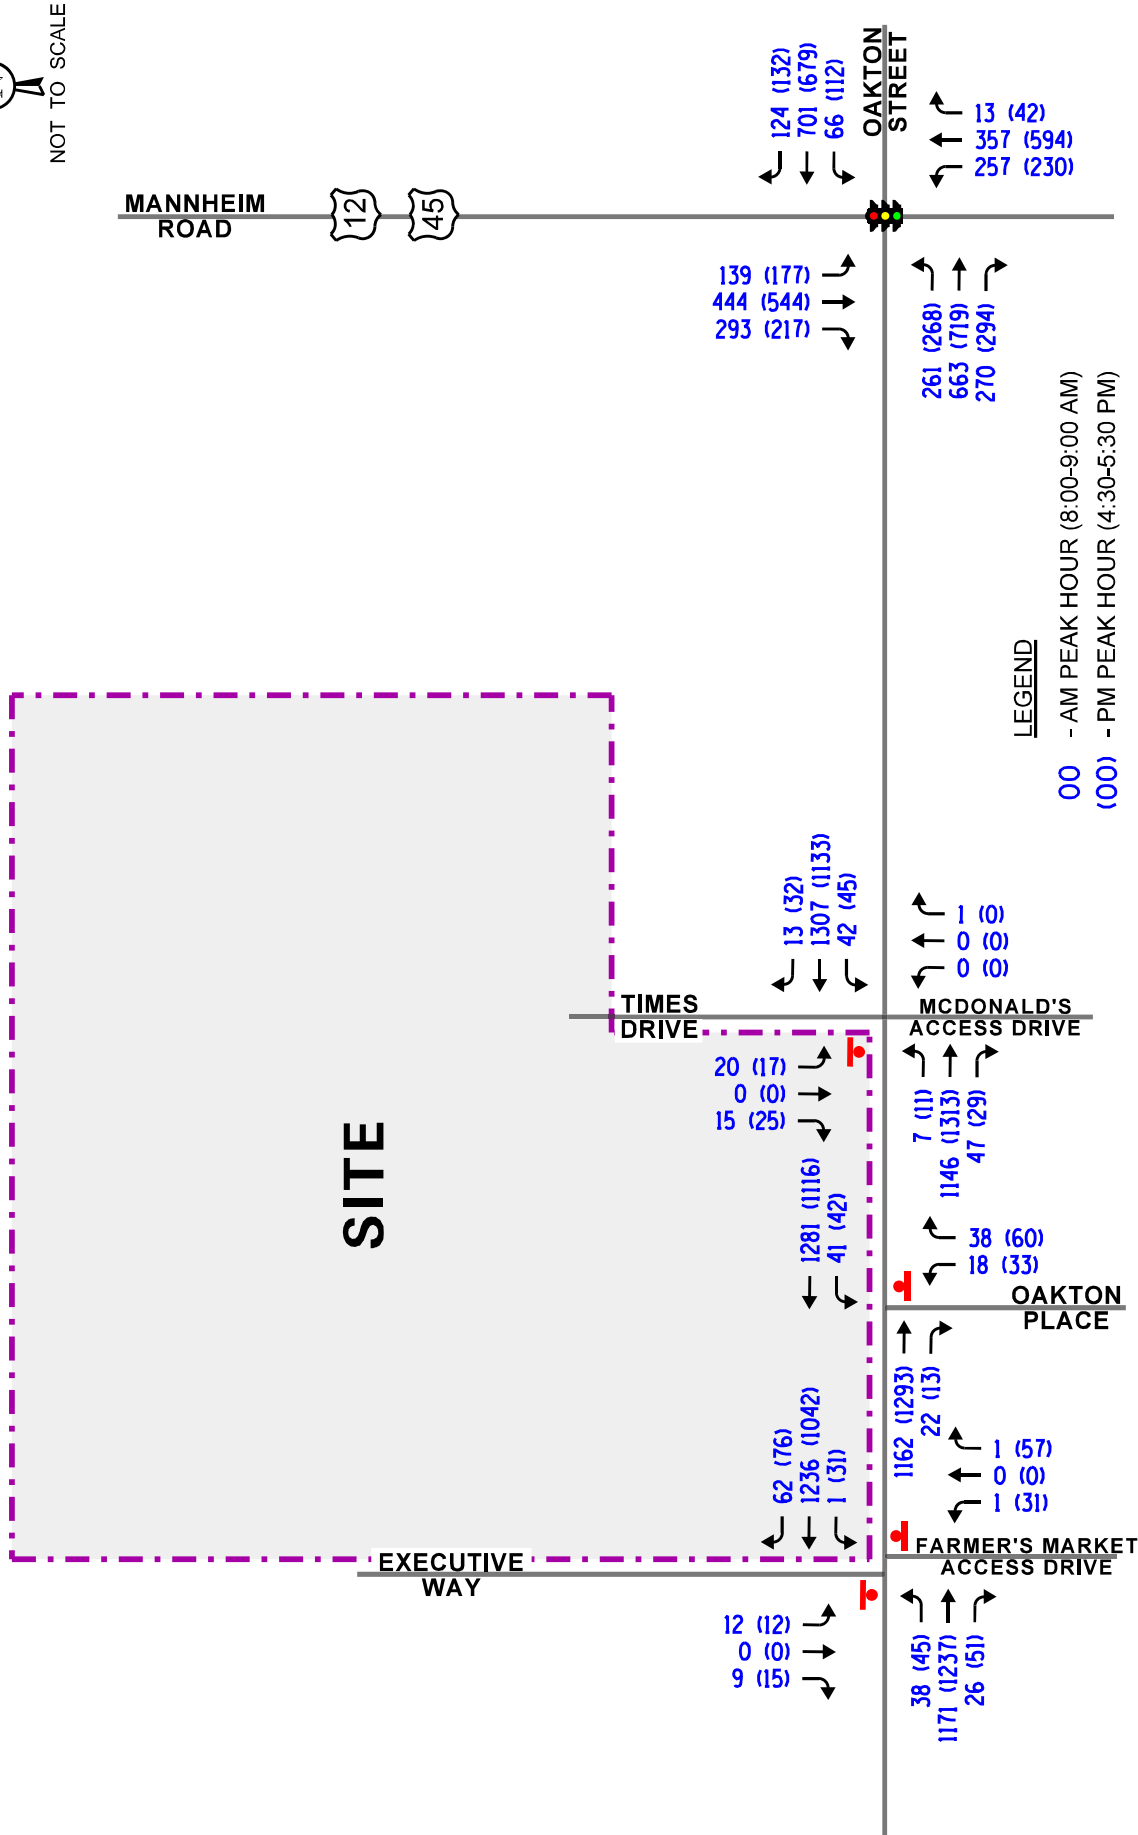 NOT TO SCALE
MANNHEIM
ROAD
12
45
OAKTON
STREET
124 (132)
701 (679)
66 (112)
13 (42)
357 (594)
257 (230)
139 (177)
444 (544)
293 (217)
261 (268)
663 (719)
270 (294)
LEGEND
00 - AM PEAK HOUR (8:00-9:00 AM)
(00) - PM PEAK HOUR (4:30-5:30 PM)
SITE
13 (32)
1307 (1133)
42 (45)
1 (0)
0 (0)
0 (0)
TIMES
DRIVE
MCDONALD'S
ACCESS DRIVE
20 (17)
0 (0)
15 (25)
7 (11)
1146 (1313)
47 (29)
1281 (1116)
41 (42)
38 (60)
18 (33)
OAKTON
PLACE
1162 (1293)
22 (13)
62 (76)
1236 (1042)
1 (31)
1 (57)
0 (0)
1 (31)
EXECUTIVE
WAY
FARMER'S MARKET
ACCESS DRIVE
12 (12)
0 (0)
9 (15)
38 (45)
1171 (1237)
26 (51)